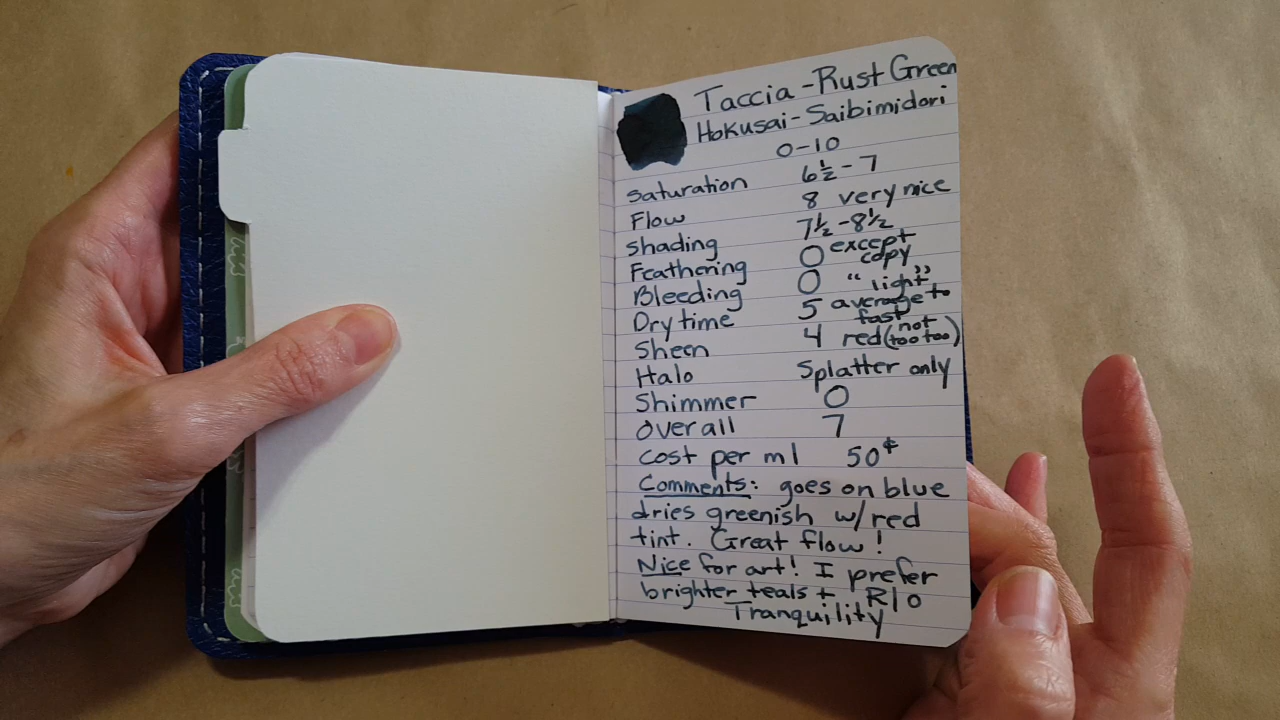 Taccia - Rust Green
Hokusai - Saibimidori
0-10
saturation 6½-7
Flow 8 very nice
shading 7½-8½
Feathering 0 except copy
Bleeding 0 "light"
Dry time 5 average to fast
Sheen 4 red (not too too)
Halo Splatter only
Shimmer 0
Overall 7
cost per ml 50¢
Comments: goes on blue
dries greenish w/ red
tint. Great flow!
Nice for art! I prefer
brighter teals + R/o
Tranquility